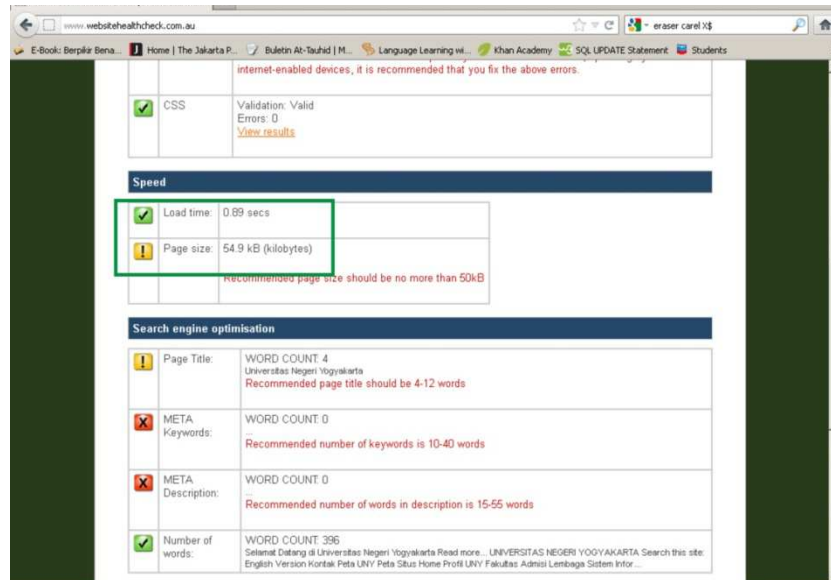 www.websitehealthcheck.com.au
eraser carel X$
E-Book: Berpikir Bena...
Home | The Jakarta P...
Buletin At-Tauhid | M...
Language Learning wi...
Khan Academy
SQL UPDATE Statement
Students
internet-enabled devices, it is recommended that you fix the above errors.
CSS
Validation: Valid
Errors: 0
View results
Speed
Load time: 0.89 secs
Page size: 54.9 kB (kilobytes)
Recommended page size should be no more than 50kB
Search engine optimisation
Page Title:
WORD COUNT: 4
Universitas Negeri Yogyakarta
Recommended page title should be 4-12 words
META Keywords:
WORD COUNT: 0
...
Recommended number of keywords is 10-40 words
META Description:
WORD COUNT: 0
...
Recommended number of words in description is 15-55 words
Number of words:
WORD COUNT: 396
Selamat Datang di Universitas Negeri Yogyakarta Read more... UNIVERSITAS NEGERI YOGYAKARTA Search this site:
English Version Kontak Peta UNY Peta Situs Home Profil UNY Fakultas Admisi Lembaga Sistem Infor...